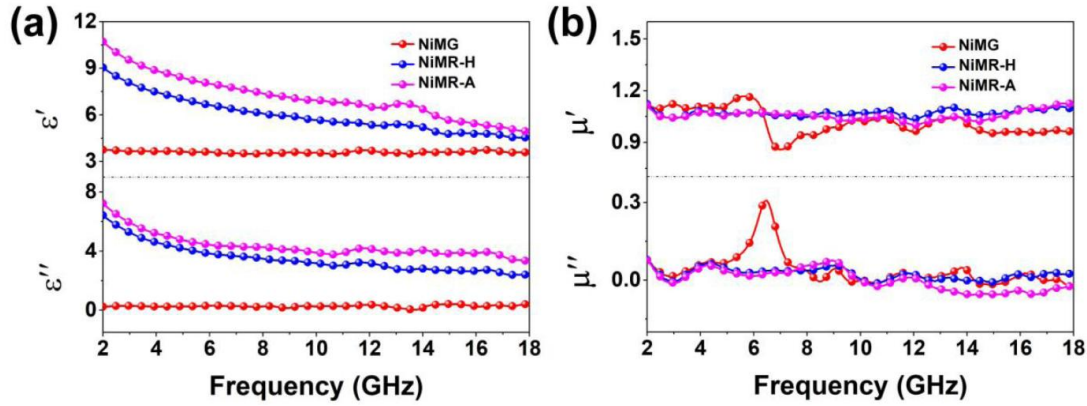 (a)
12
9
6
3
ε′
NiMG
NiMR-H
NiMR-A
8
4
0
ε″
2 4 6 8 10 12 14 16 18
Frequency (GHz)
(b)
1.5
1.2
0.9
μ′
NiMG
NiMR-H
NiMR-A
0.3
0.0
μ″
2 4 6 8 10 12 14 16 18
Frequency (GHz)